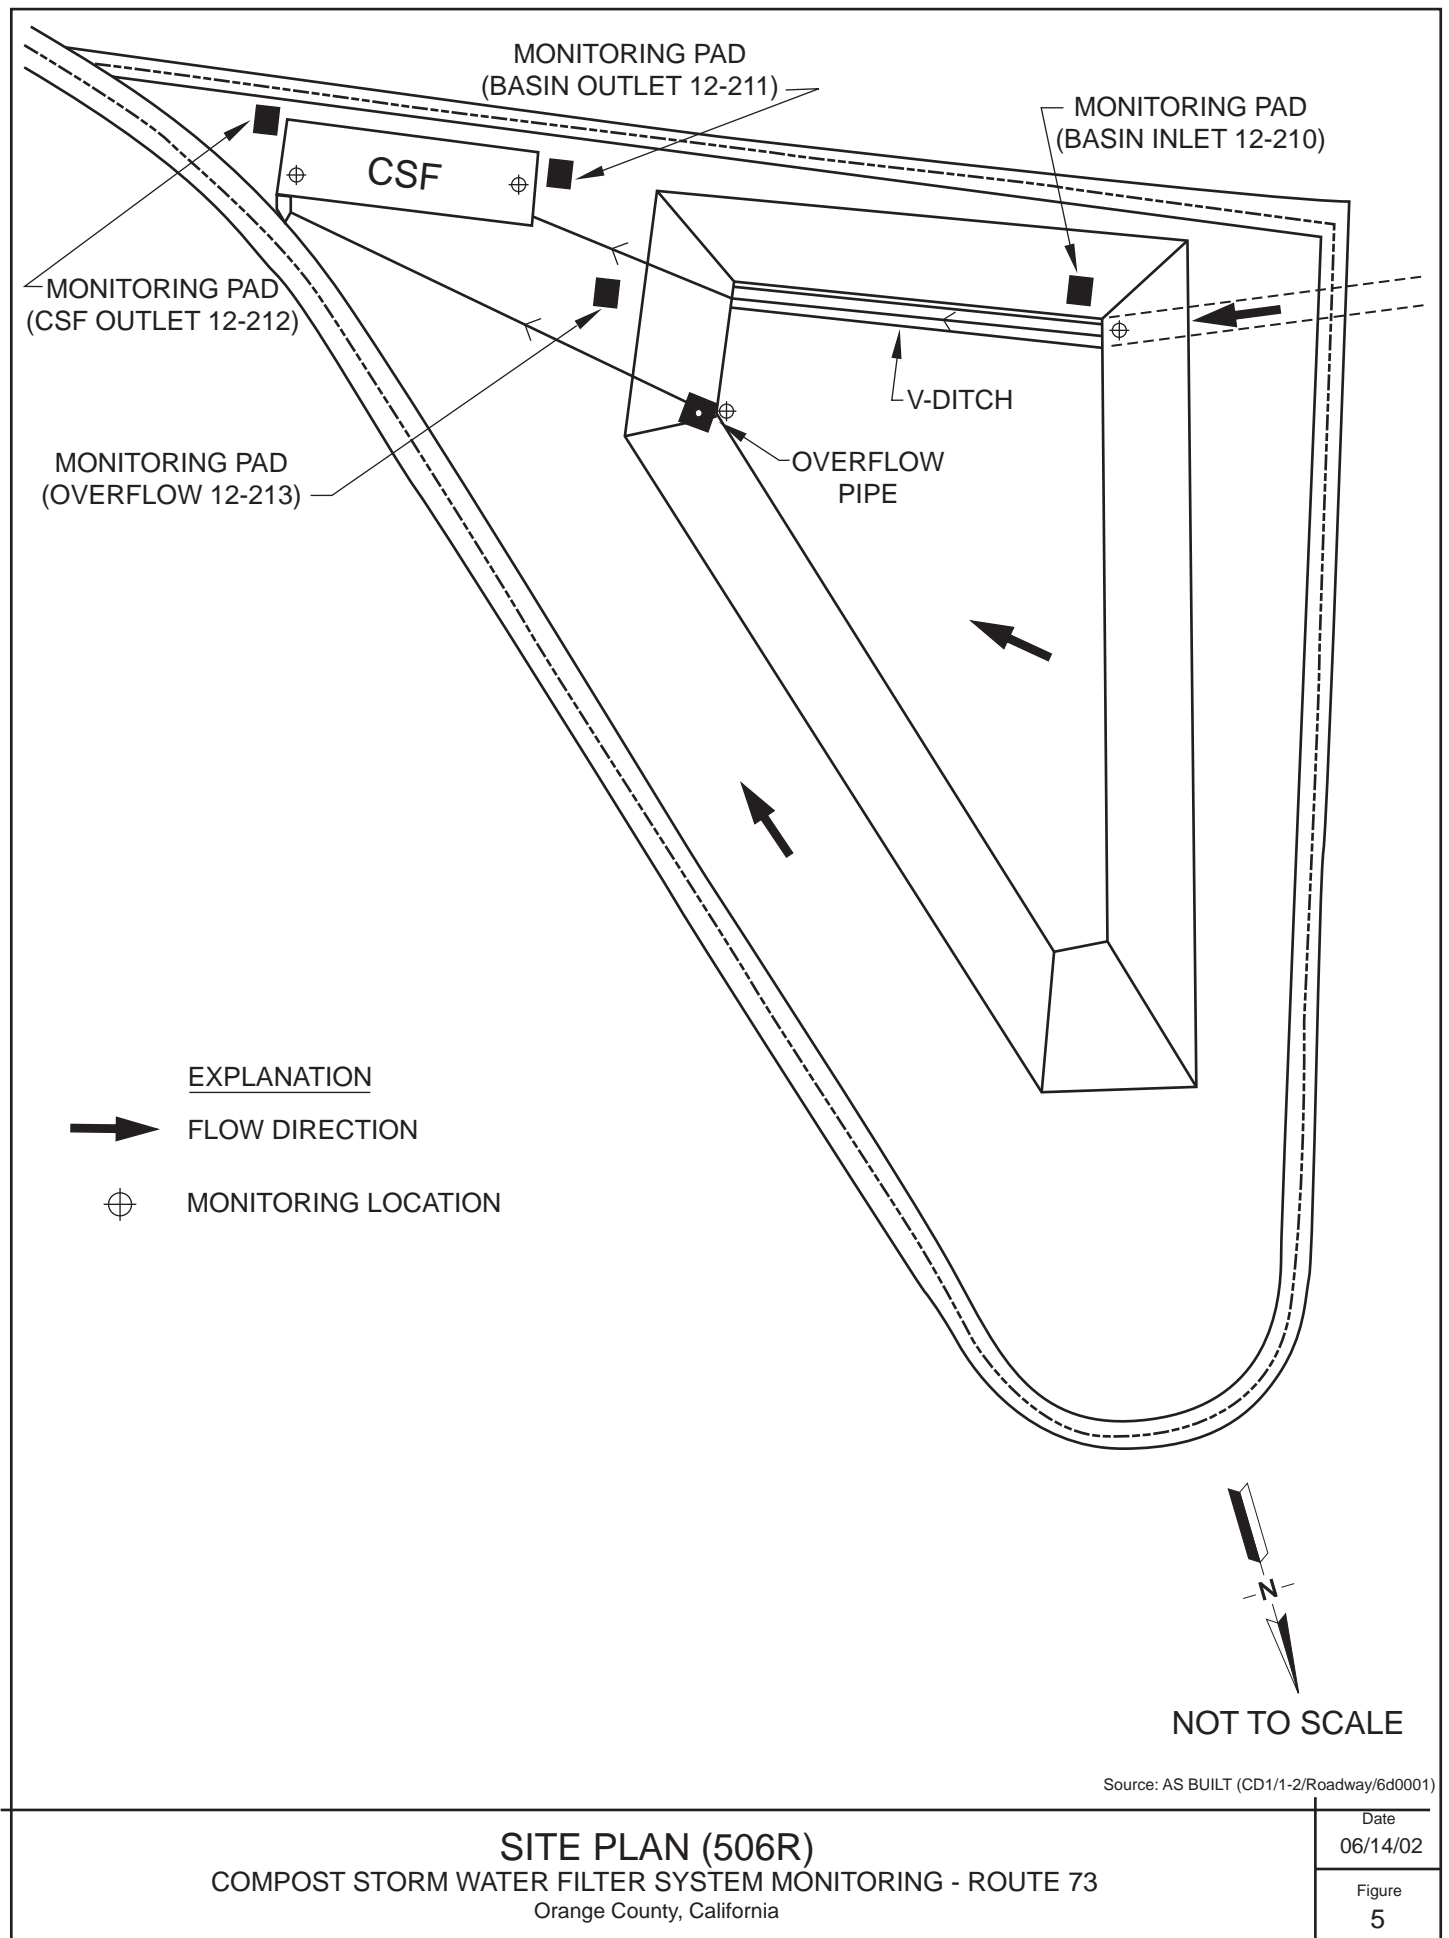 MONITORING PAD
(BASIN OUTLET 12-211)
MONITORING PAD
(BASIN INLET 12-210)
CSF
MONITORING PAD
(CSF OUTLET 12-212)
V-DITCH
MONITORING PAD
(OVERFLOW 12-213)
OVERFLOW
PIPE
EXPLANATION
FLOW DIRECTION
MONITORING LOCATION
N
NOT TO SCALE
Source: AS BUILT (CD1/1-2/Roadway/6d0001)
SITE PLAN (506R)
COMPOST STORM WATER FILTER SYSTEM MONITORING - ROUTE 73
Orange County, California
Date
06/14/02
Figure
5